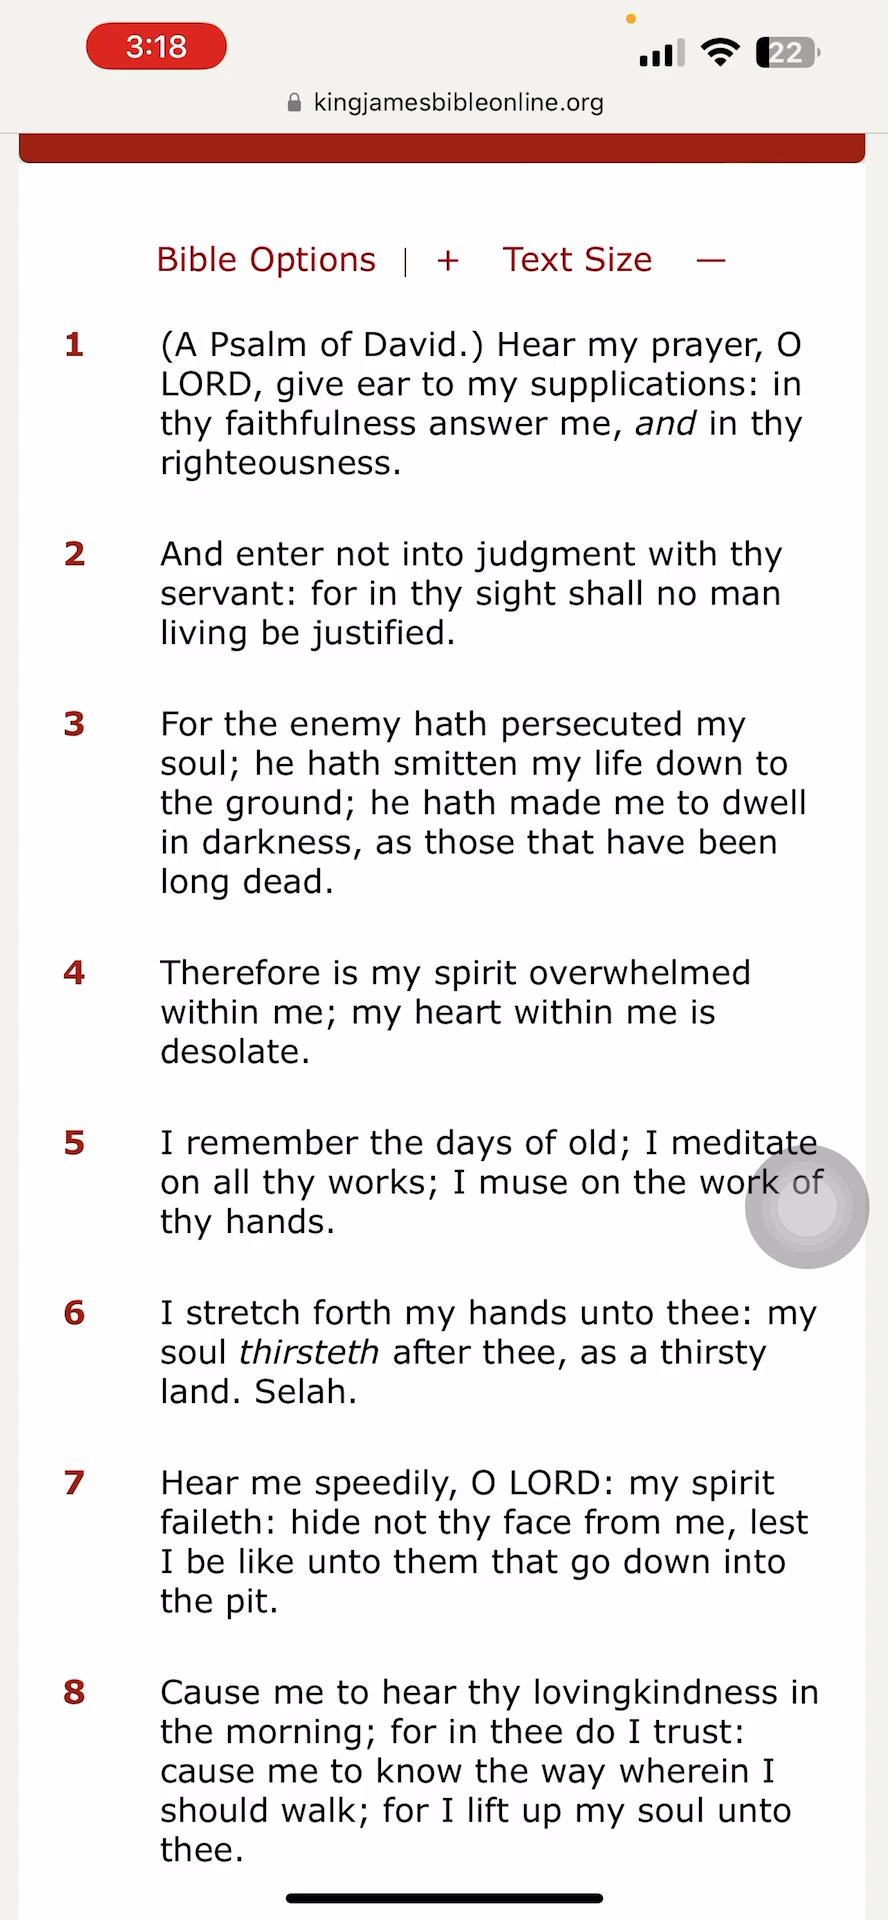 3:18
22
kingjamesbibleonline.org
Bible Options | + Text Size —
1 (A Psalm of David.) Hear my prayer, O
LORD, give ear to my supplications: in
thy faithfulness answer me, and in thy
righteousness.
2 And enter not into judgment with thy
servant: for in thy sight shall no man
living be justified.
3 For the enemy hath persecuted my
soul; he hath smitten my life down to
the ground; he hath made me to dwell
in darkness, as those that have been
long dead.
4 Therefore is my spirit overwhelmed
within me; my heart within me is
desolate.
5 I remember the days of old; I meditate
on all thy works; I muse on the work of
thy hands.
6 I stretch forth my hands unto thee: my
soul thirsteth after thee, as a thirsty
land. Selah.
7 Hear me speedily, O LORD: my spirit
faileth: hide not thy face from me, lest
I be like unto them that go down into
the pit.
8 Cause me to hear thy lovingkindness in
the morning; for in thee do I trust:
cause me to know the way wherein I
should walk; for I lift up my soul unto
thee.